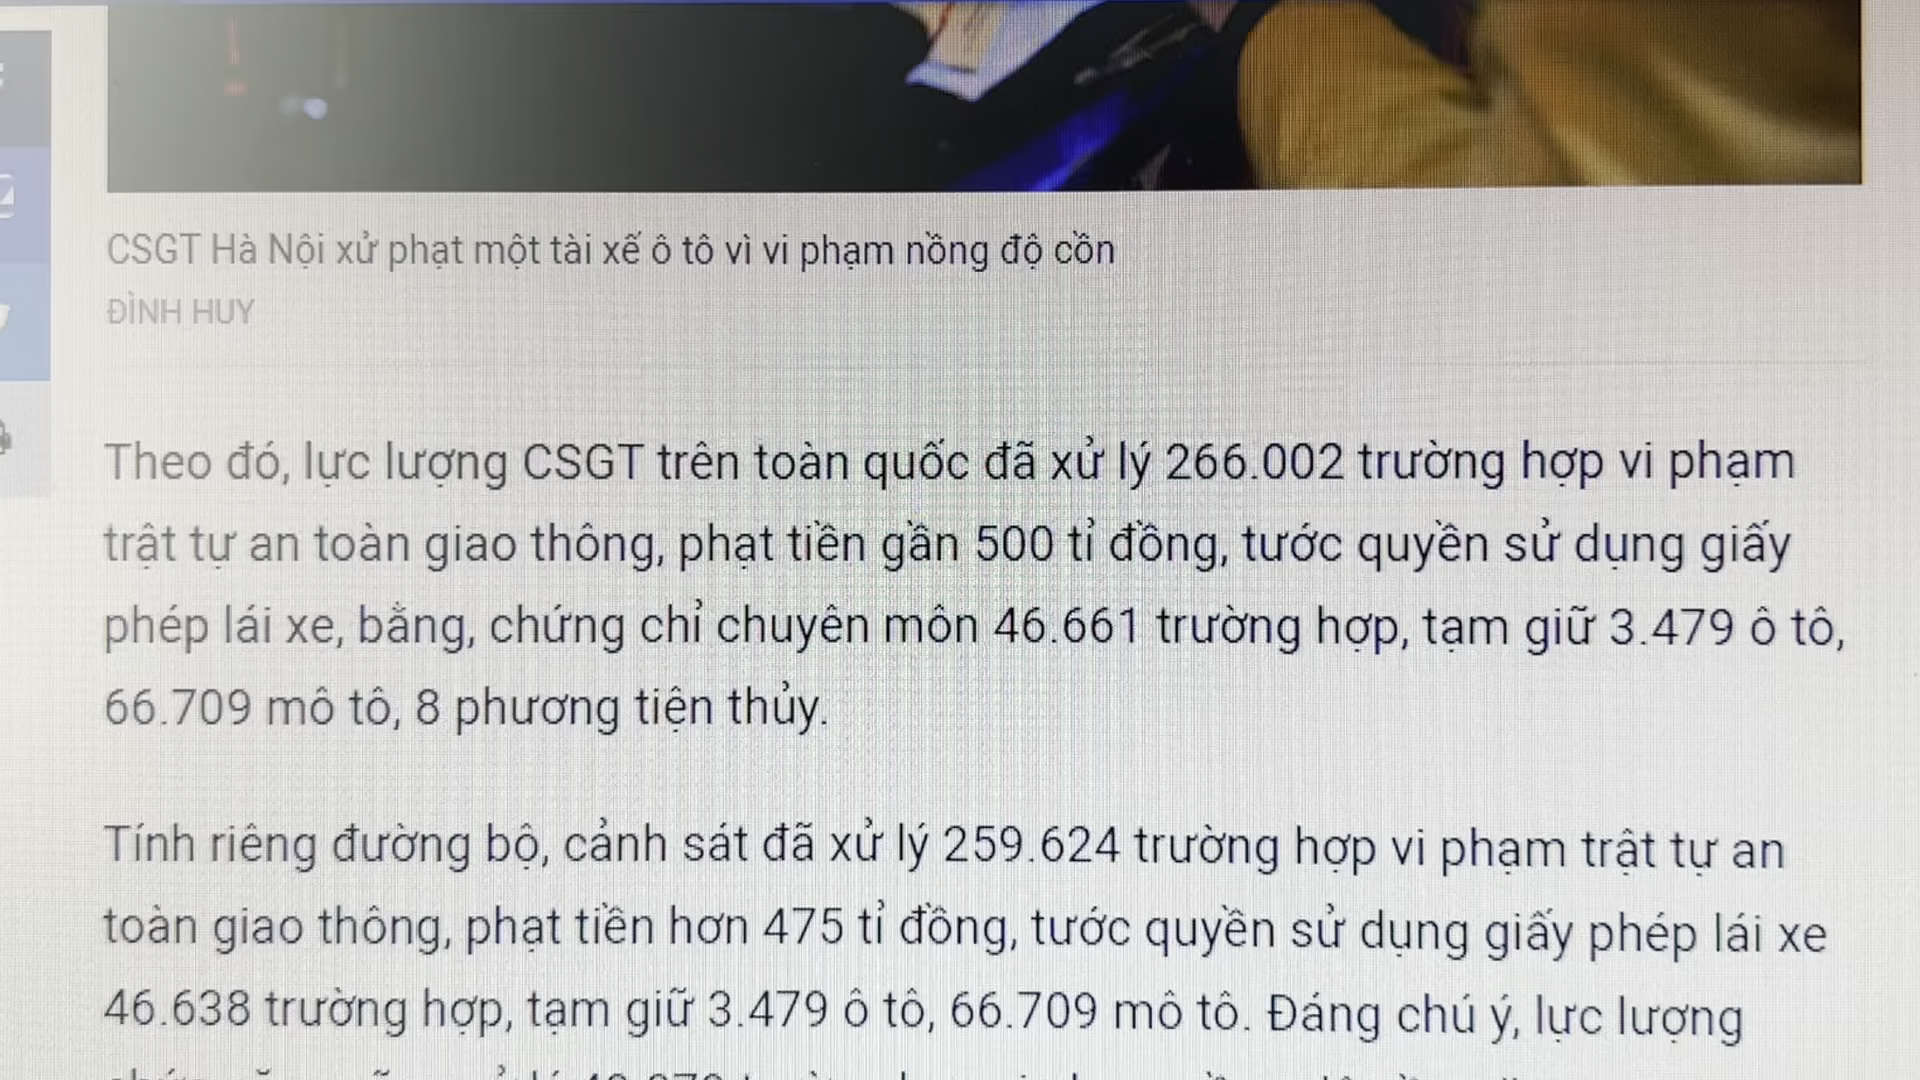 CSGT Hà Nội xử phạt một tài xế ô tô vì vi phạm nồng độ cồn
ĐÌNH HUY
Theo đó, lực lượng CSGT trên toàn quốc đã xử lý 266.002 trường hợp vi phạm
trật tự an toàn giao thông, phạt tiền gần 500 tỉ đồng, tước quyền sử dụng giấy
phép lái xe, bằng, chứng chỉ chuyên môn 46.661 trường hợp, tạm giữ 3.479 ô tô,
66.709 mô tô, 8 phương tiện thủy.
Tính riêng đường bộ, cảnh sát đã xử lý 259.624 trường hợp vi phạm trật tự an
toàn giao thông, phạt tiền hơn 475 tỉ đồng, tước quyền sử dụng giấy phép lái xe
46.638 trường hợp, tạm giữ 3.479 ô tô, 66.709 mô tô. Đáng chú ý, lực lượng